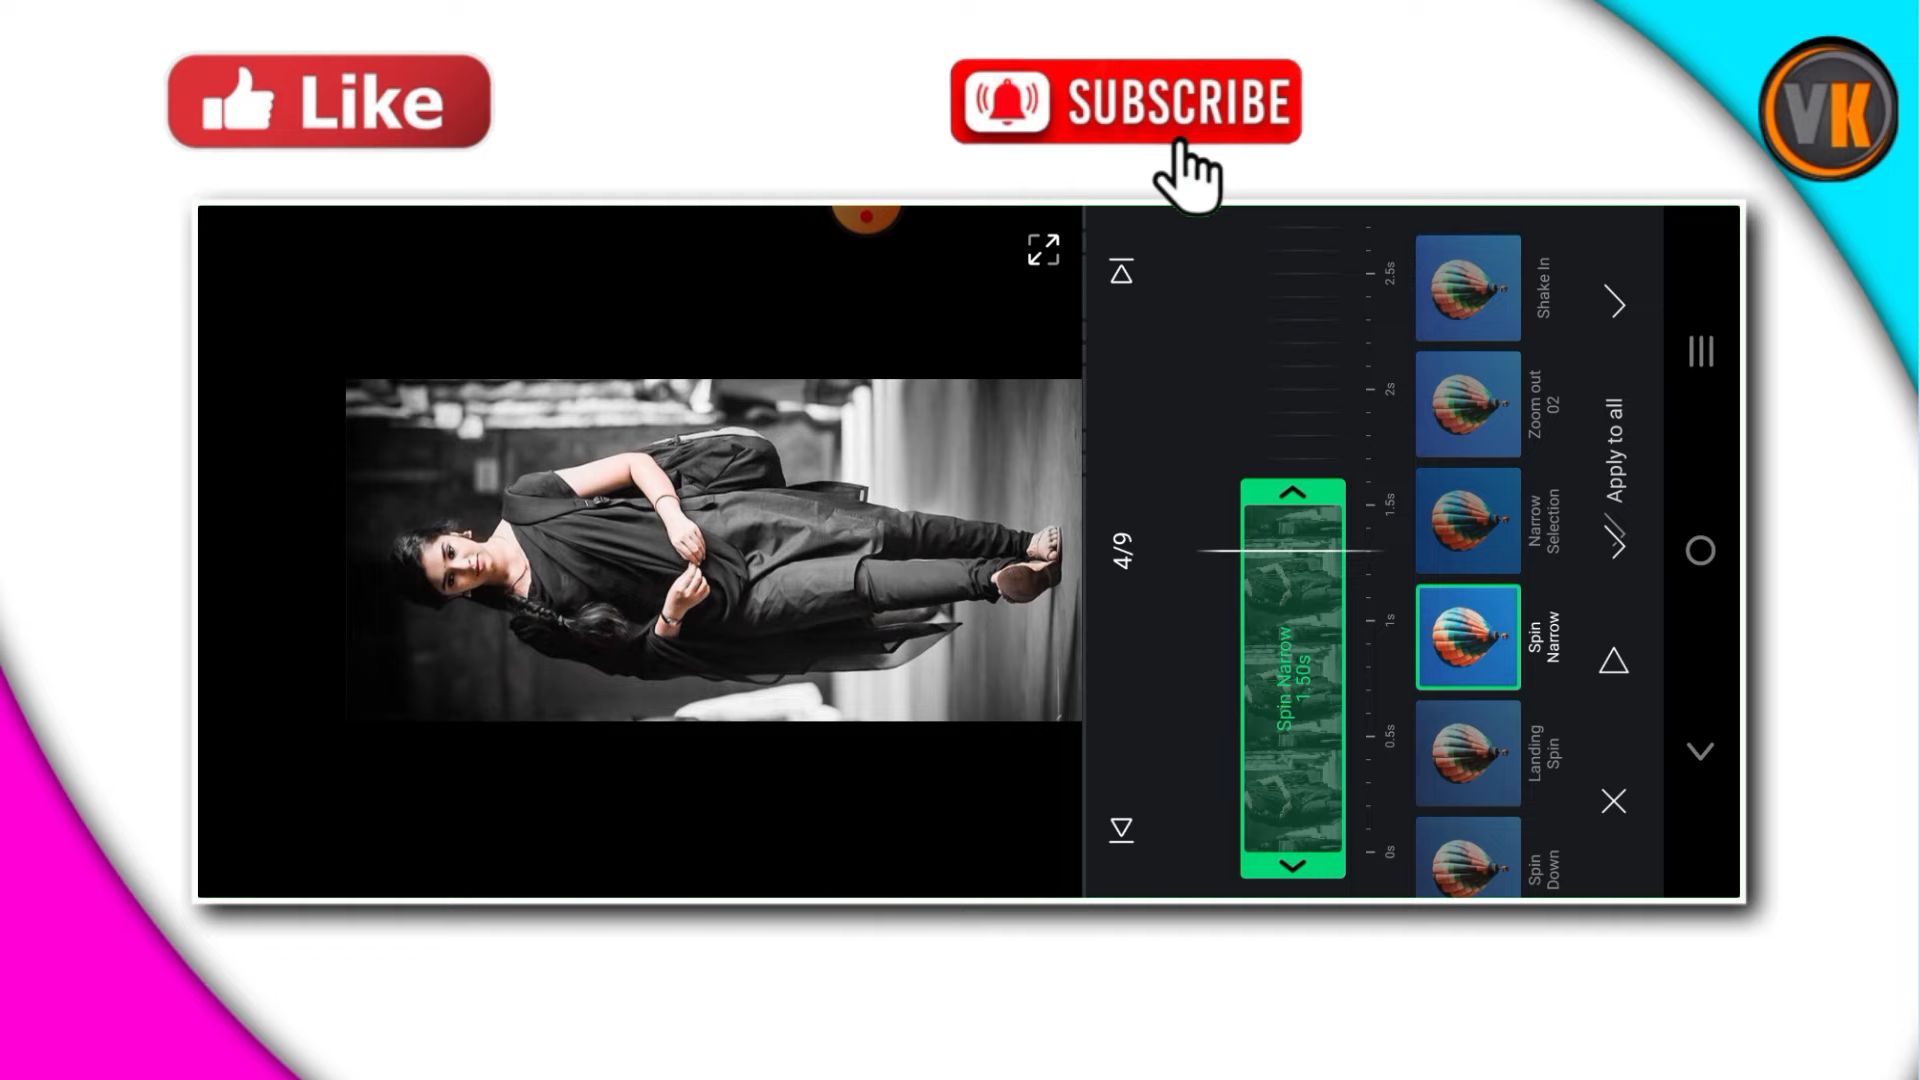 Like
SUBSCRIBE
VK
4/9
Spin Narrow
1.50s
0s
0.5s
1s
1.5s
2s
2.5s
Spin
Down
Landing
Spin
Spin
Narrow
Narrow
Selection
Zoom out
02
Shake In
Apply to all